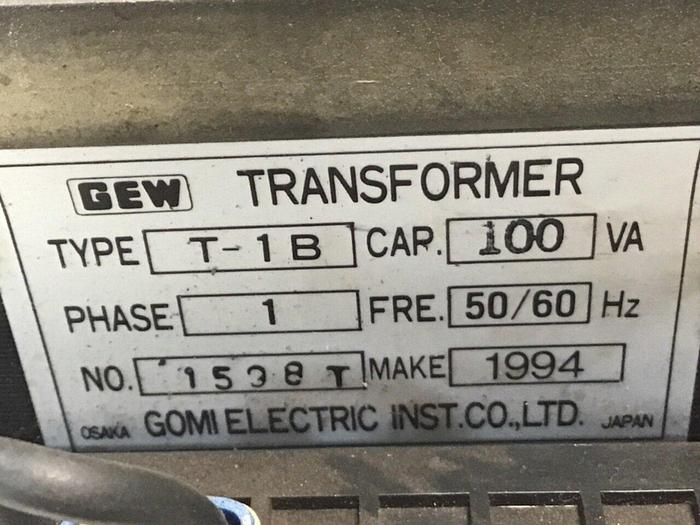 GEW TRANSFORMER
TYPE T-1B CAP. 100 VA
PHASE 1 FRE. 50/60 Hz
NO. 1538T MAKE 1994
OSAKA GOMI ELECTRIC INST.CO.,LTD. JAPAN